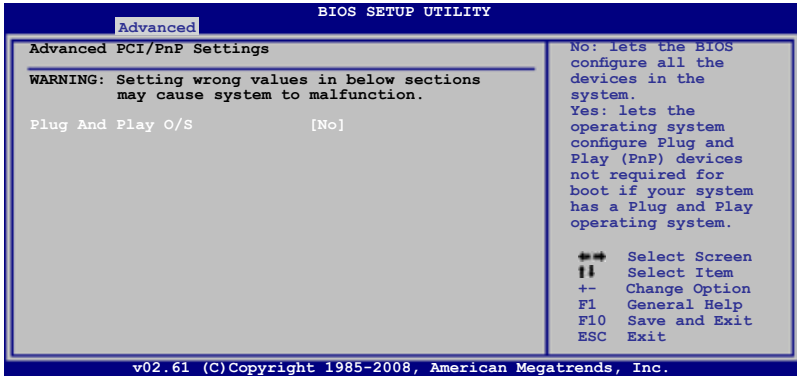 BIOS SETUP UTILITY
Advanced
Advanced PCI/PnP Settings
WARNING: Setting wrong values in below sections
may cause system to malfunction.
Plug And Play O/S [No]
No: lets the BIOS
configure all the
devices in the
system.
Yes: lets the
operating system
configure Plug and
Play (PnP) devices
not required for
boot if your system
has a Plug and Play
operating system.
←→ Select Screen
↑↓ Select Item
+- Change Option
F1 General Help
F10 Save and Exit
ESC Exit
v02.61 (C)Copyright 1985-2008, American Megatrends, Inc.